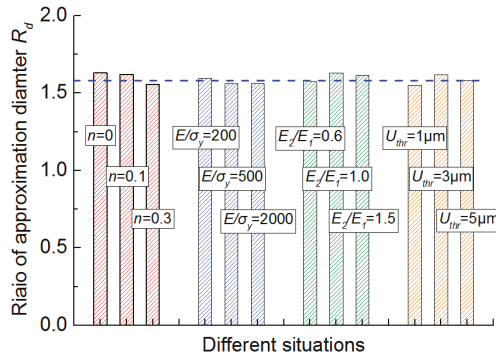 Riaio of approximation diamter R_d
2.0
1.5
1.0
0.5
0.0
n=0
n=0.1
n=0.3
E/σ_y=200
E/σ_y=500
E/σ_y=2000
E_2/E_1=0.6
E_2/E_1=1.0
E_2/E_1=1.5
U_thr=1μm
U_thr=3μm
U_thr=5μm
Different situations